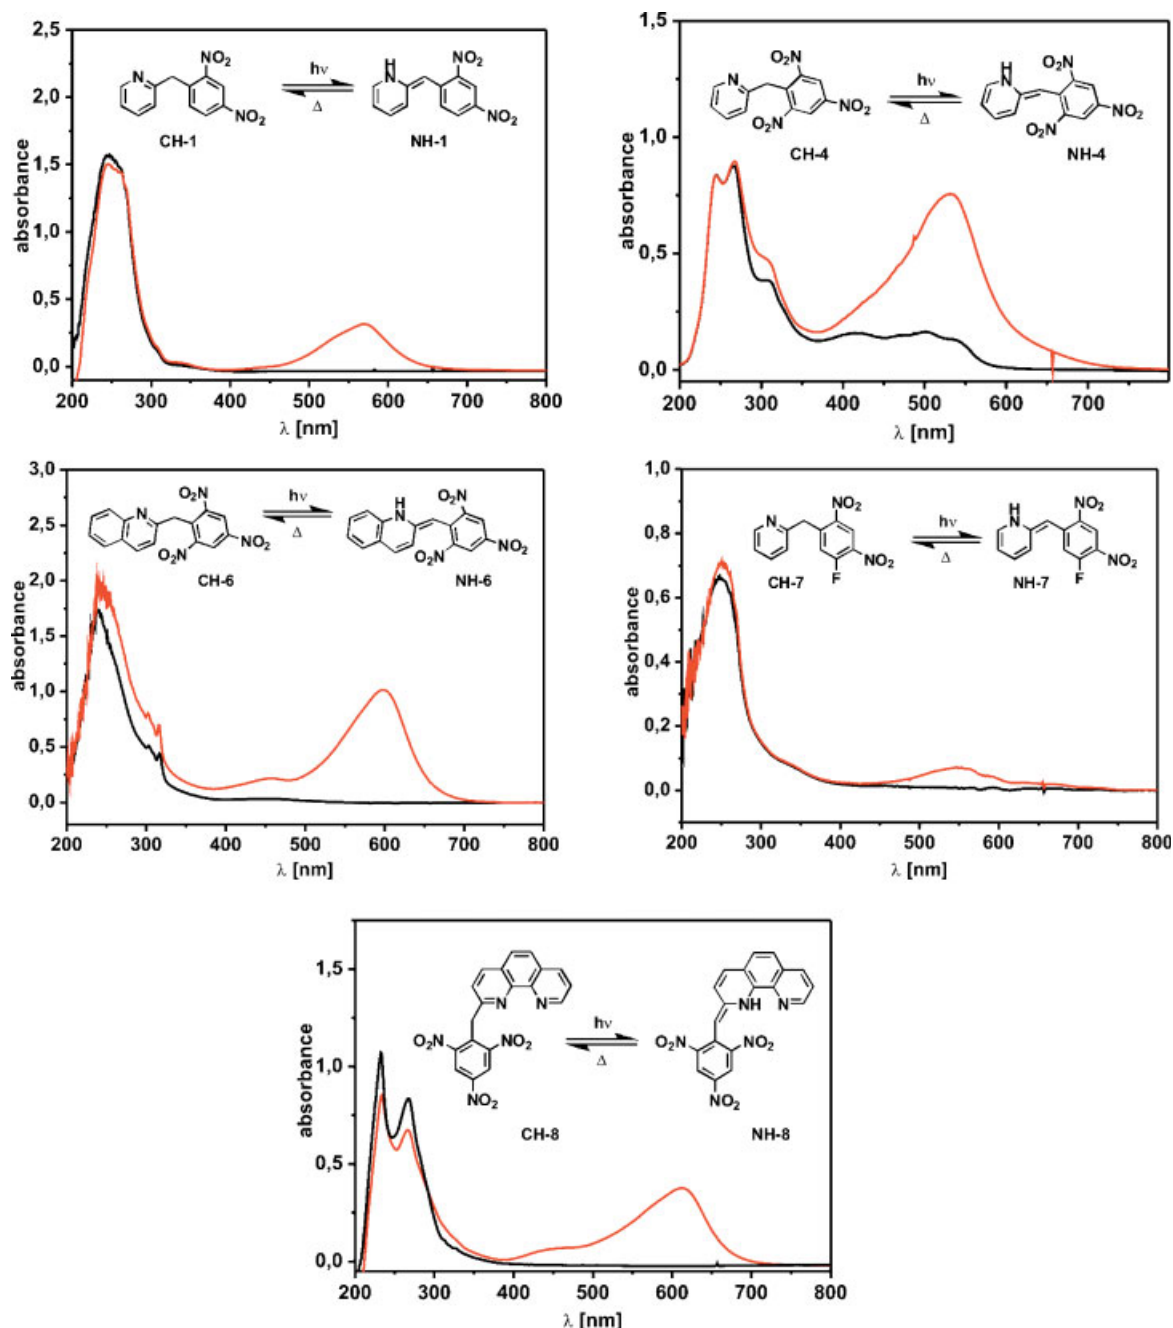 2,5
2,0
1,5
1,0
0,5
0,0
absorbance
200 300 400 500 600 700 800
λ [nm]
N
NO₂
NO₂
CH-1
hν
Δ
H
N
NO₂
NO₂
NH-1
1,5
1,0
0,5
0,0
absorbance
200 300 400 500 600 700
λ [nm]
N
O₂N
NO₂
NO₂
CH-4
hν
Δ
H
N
O₂N
NO₂
NO₂
NH-4
3,0
2,5
2,0
1,5
1,0
0,5
0,0
absorbance
200 300 400 500 600 700 800
λ [nm]
N
O₂N
NO₂
NO₂
CH-6
hν
Δ
H
N
O₂N
NO₂
NO₂
NH-6
1,0
0,8
0,6
0,4
0,2
0,0
absorbance
200 300 400 500 600 700 800
λ [nm]
N
NO₂
NO₂
F
CH-7
hν
Δ
H
N
NO₂
NO₂
F
NH-7
1,5
1,0
0,5
0,0
absorbance
200 300 400 500 600 700 800
λ [nm]
N N
O₂N NO₂
NO₂
CH-8
hν
Δ
NH N
O₂N NO₂
NO₂
NH-8